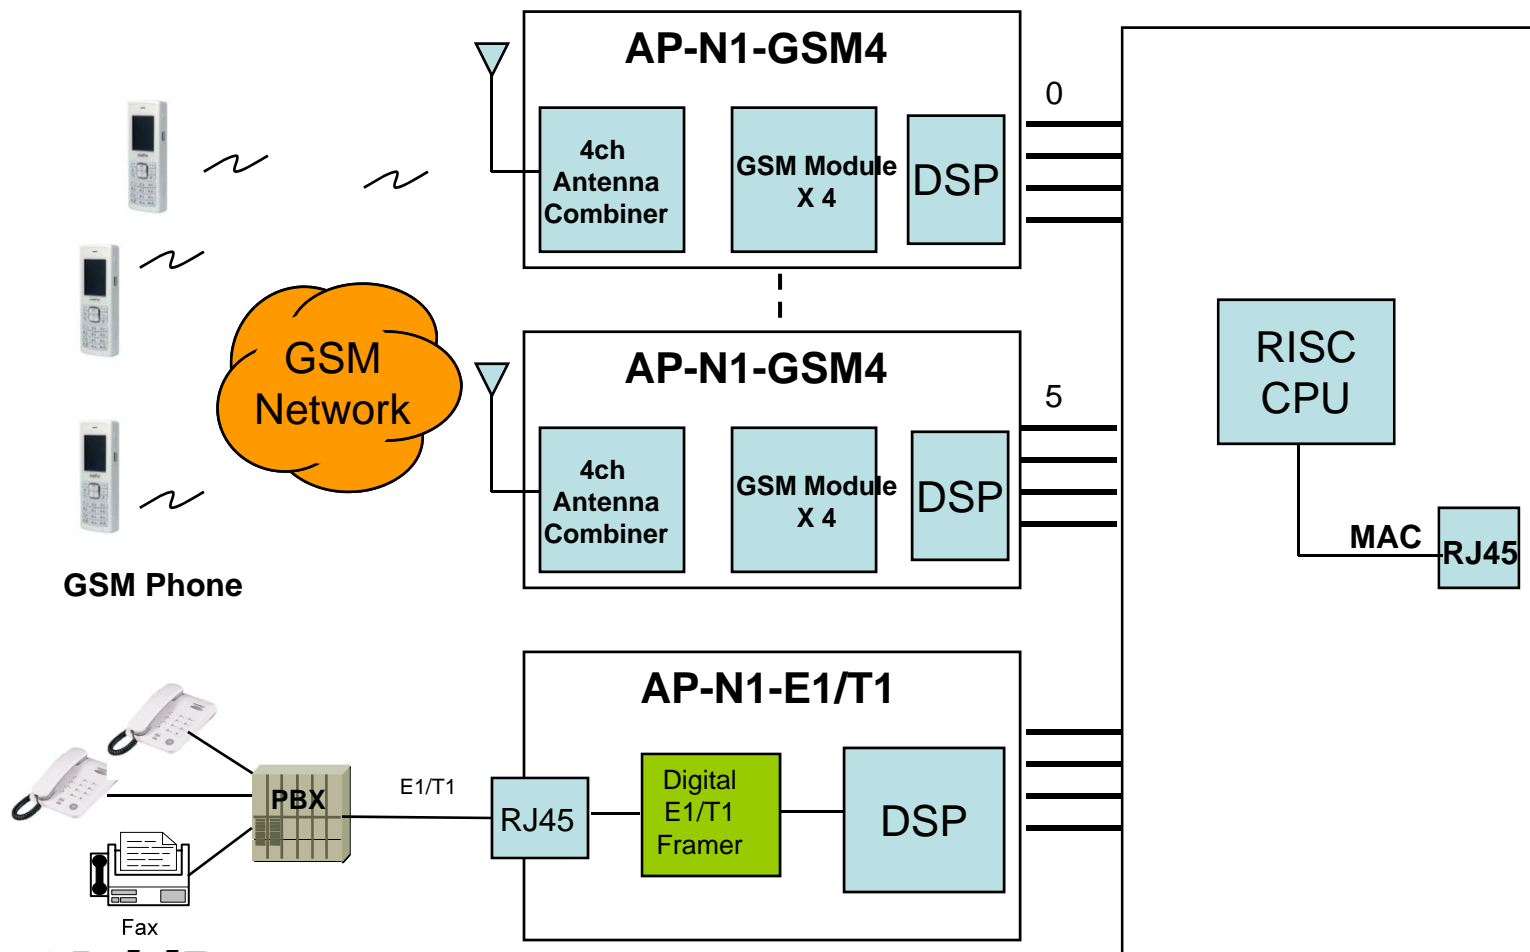 AP-N1-GSM4
0
4ch
Antenna
Combiner
GSM Module
X 4
DSP
GSM
Network
AP-N1-GSM4
5
4ch
Antenna
Combiner
GSM Module
X 4
DSP
RISC
CPU
MAC
RJ45
GSM Phone
AP-N1-E1/T1
PBX
E1/T1
RJ45
Digital
E1/T1
Framer
DSP
Fax